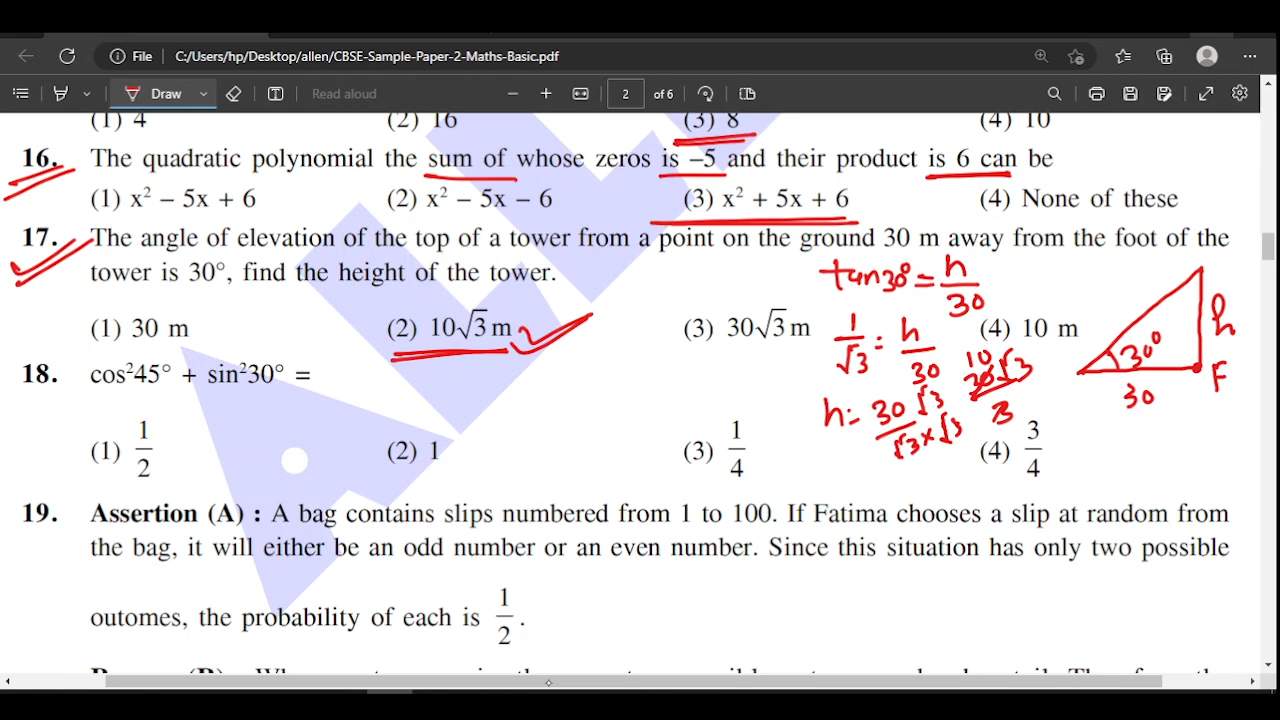 File C:/Users/hp/Desktop/allen/CBSE-Sample-Paper-2-Maths-Basic.pdf
Draw Read aloud 2 of 6
(1) 4 (2) 16 (3) 8 (4) 10
16. The quadratic polynomial the sum of whose zeros is –5 and their product is 6 can be
(1) x² – 5x + 6 (2) x² – 5x – 6 (3) x² + 5x + 6 (4) None of these
17. The angle of elevation of the top of a tower from a point on the ground 30 m away from the foot of the
tower is 30°, find the height of the tower.
tan30° = h/30
(1) 30 m (2) 10√3 m (3) 30√3 m (4) 10 m
1/√3 = h/30
h = 30√3/√3×√3
10 30√3/3
30° h
30 F
18. cos²45° + sin²30° =
(1) 1/2 (2) 1 (3) 1/4 (4) 3/4
19. Assertion (A) : A bag contains slips numbered from 1 to 100. If Fatima chooses a slip at random from
the bag, it will either be an odd number or an even number. Since this situation has only two possible
outomes, the probability of each is 1/2.